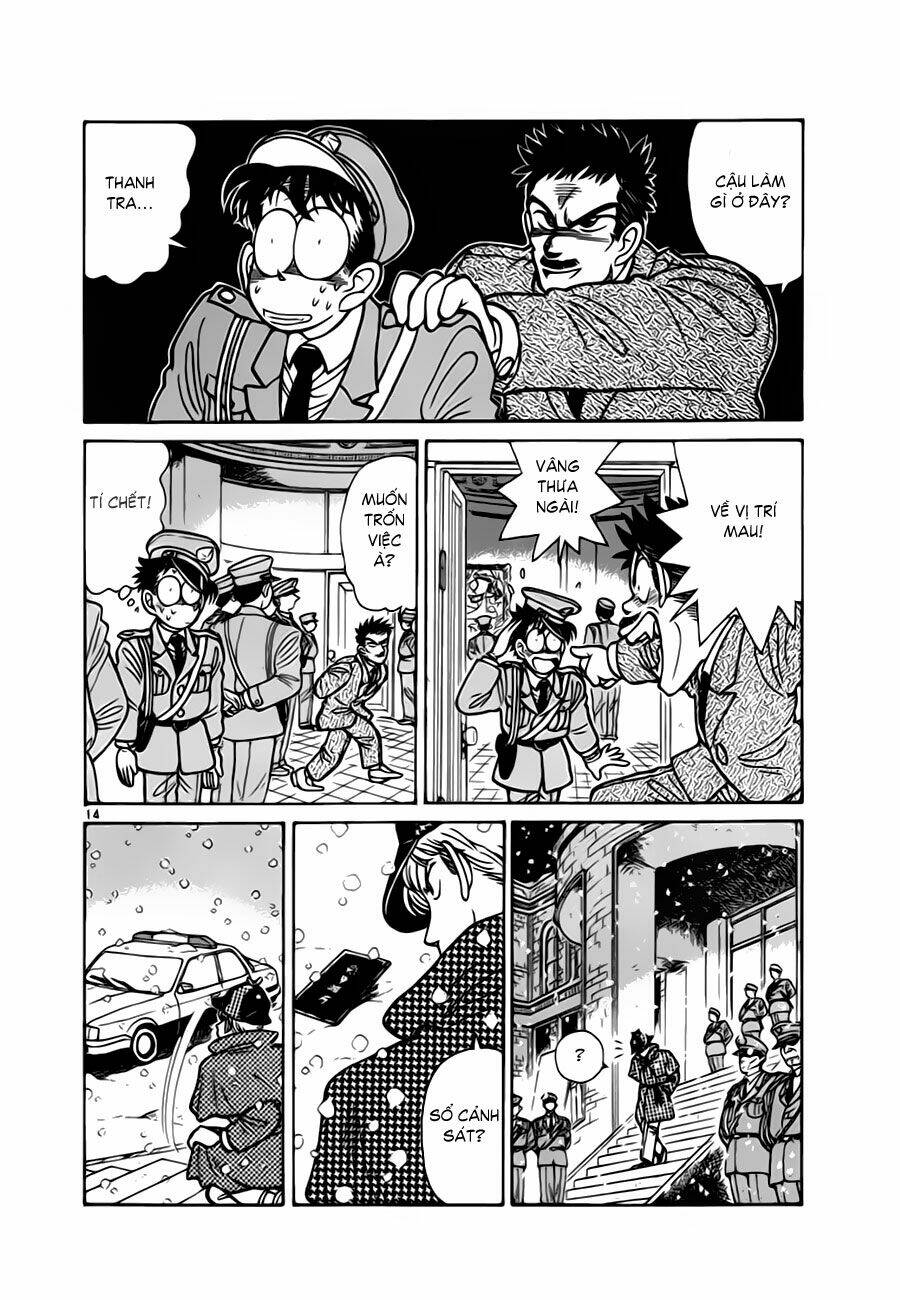 CẬU LÀM
GÌ Ở ĐÂY?
THANH
TRA...
VỀ VỊ TRÍ
MAU!
VÂNG
THƯA
NGÀI!
MUỐN
TRỐN
VIỆC
À?
TÍ CHẾT!
14
?
SỔ CẢNH
SÁT?